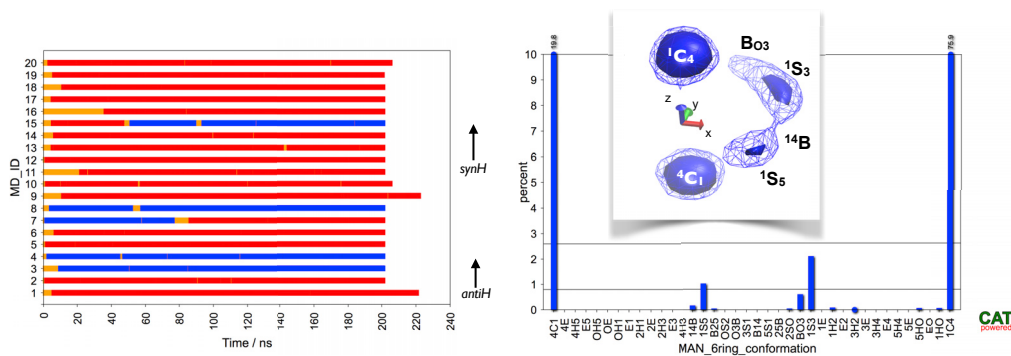 MD_ID
20
19
18
17
16
15
14
13
12
11
10
9
8
7
6
5
4
3
2
1
0 20 40 60 80 100 120 140 160 180 200 220 240
Time / ns
synH
antiH
percent
10
9
8
7
6
5
4
3
2
1
0
19.8
75.9
¹C₄
B_O3
¹S₃
z
y
x
¹⁴B
¹S₅
⁴C₁
4C1 4E 4H5 E5 OH5 OE OH1 E1 2H1 2E 2H3 E3 4H3 14B 1S5 B25 OS2 O3B 3S1 B14 5S1 25B 2SO BO3 1S3 1E 1H2 E2 3H2 3E 3H4 E4 5H4 5E 5HO EO 1HO 1C4
MAN_6ring_conformation
CAT
powered